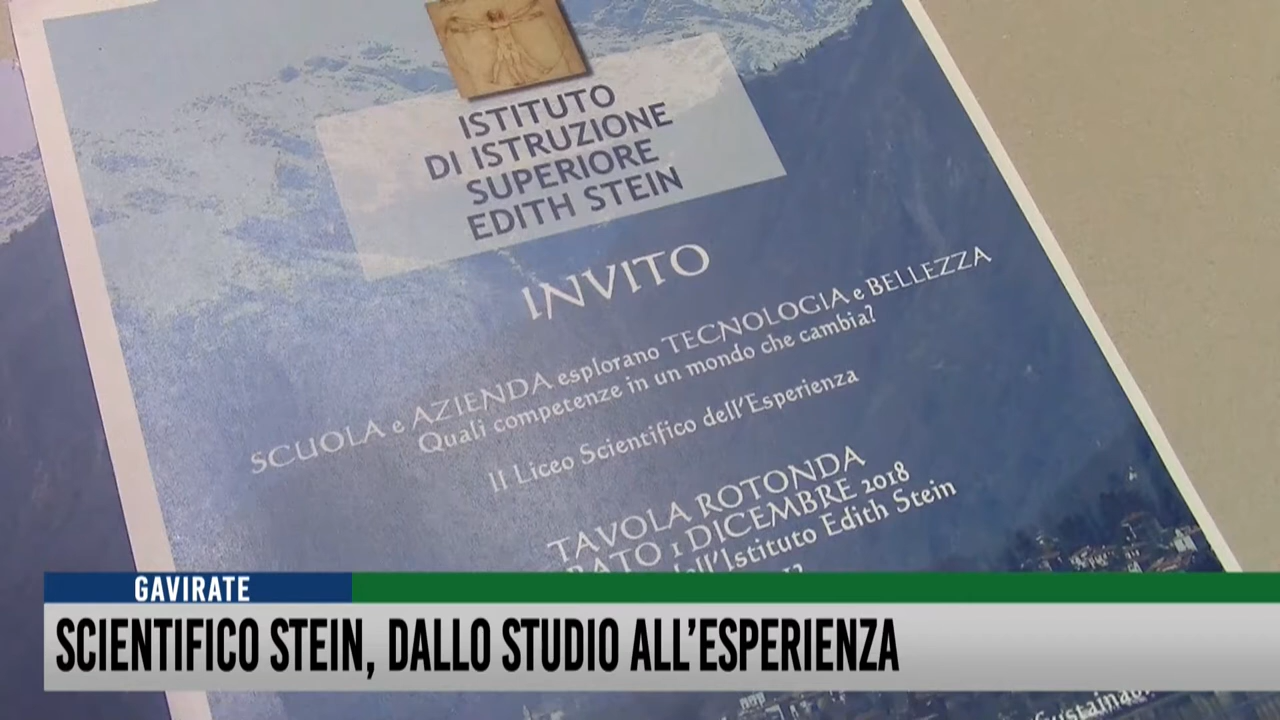 ISTITUTO
DI ISTRUZIONE
SUPERIORE
EDITH STEIN
INVITO
SCUOLA e AZIENDA esplorano TECNOLOGIA e BELLEZZA
Quali competenze in un mondo che cambia?
Il Liceo Scientifico dell'Esperienza
TAVOLA ROTONDA
1 DICEMBRE 2018
dell'Istituto Edith Stein
GAVIRATE
SCIENTIFICO STEIN, DALLO STUDIO ALL'ESPERIENZA